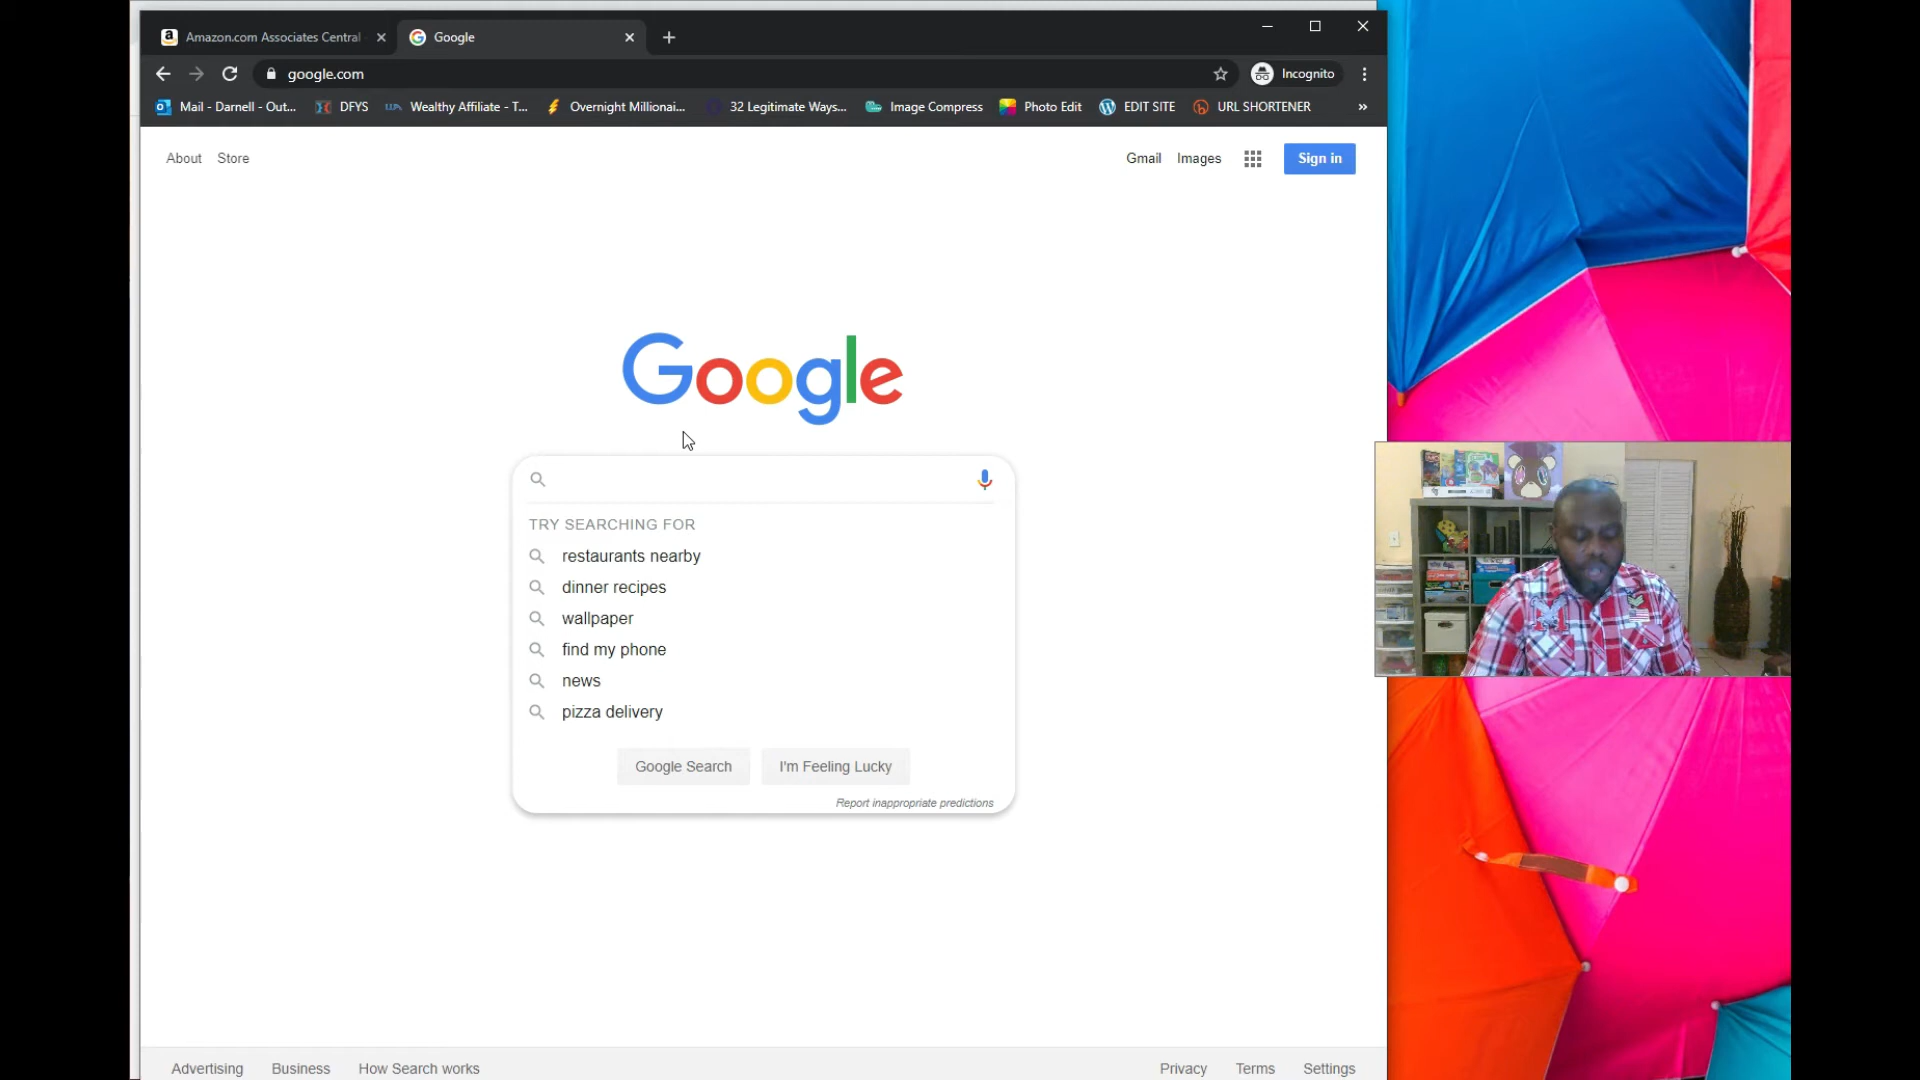 Amazon.com Associates Central
Google
google.com
Incognito
Mail - Darnell - Out...
DFYS
Wealthy Affiliate - T...
Overnight Millionai...
32 Legitimate Ways...
Image Compress
Photo Edit
EDIT SITE
URL SHORTENER
»
About
Store
Gmail
Images
Sign in
Google
TRY SEARCHING FOR
restaurants nearby
dinner recipes
wallpaper
find my phone
news
pizza delivery
Google Search
I'm Feeling Lucky
Report inappropriate predictions
Advertising
Business
How Search works
Privacy
Terms
Settings